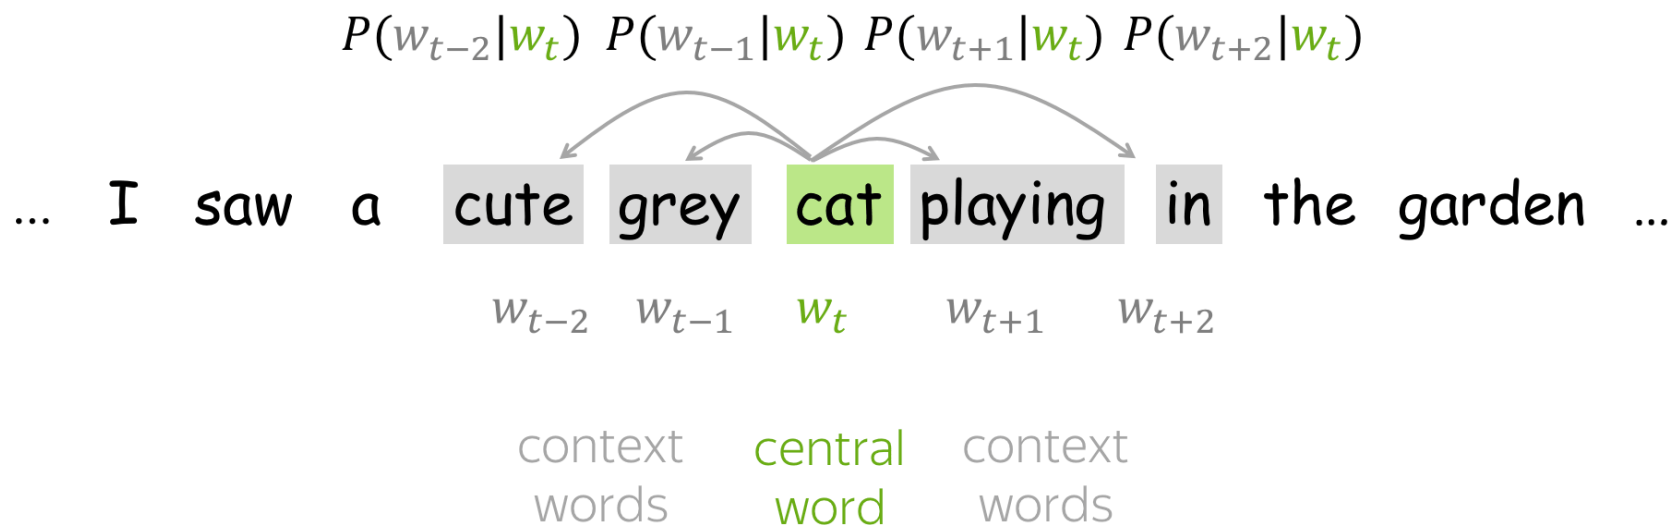 P(w_{t−2}|w_t) P(w_{t−1}|w_t) P(w_{t+1}|w_t) P(w_{t+2}|w_t)
... I saw a cute grey cat playing in the garden ...
w_{t−2} w_{t−1} w_t w_{t+1} w_{t+2}
context central context
words word words